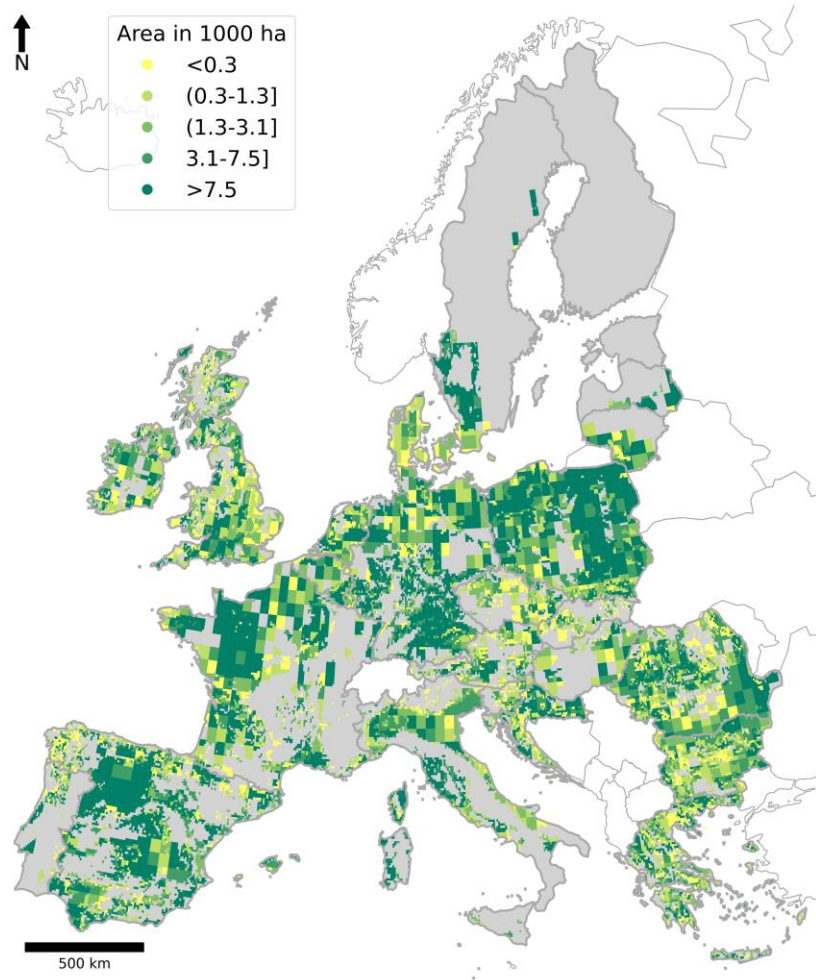 N
Area in 1000 ha
<0.3
(0.3-1.3]
(1.3-3.1]
3.1-7.5]
>7.5
500 km